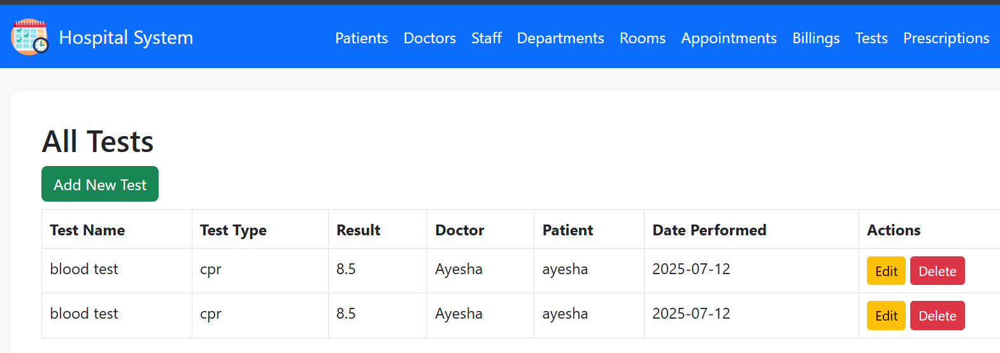 Hospital System Patients Doctors Staff Departments Rooms Appointments Billings Tests Prescriptions
All Tests
Add New Test
Test Name Test Type Result Doctor Patient Date Performed Actions
blood test cpr 8.5 Ayesha ayesha 2025-07-12 Edit Delete
blood test cpr 8.5 Ayesha ayesha 2025-07-12 Edit Delete